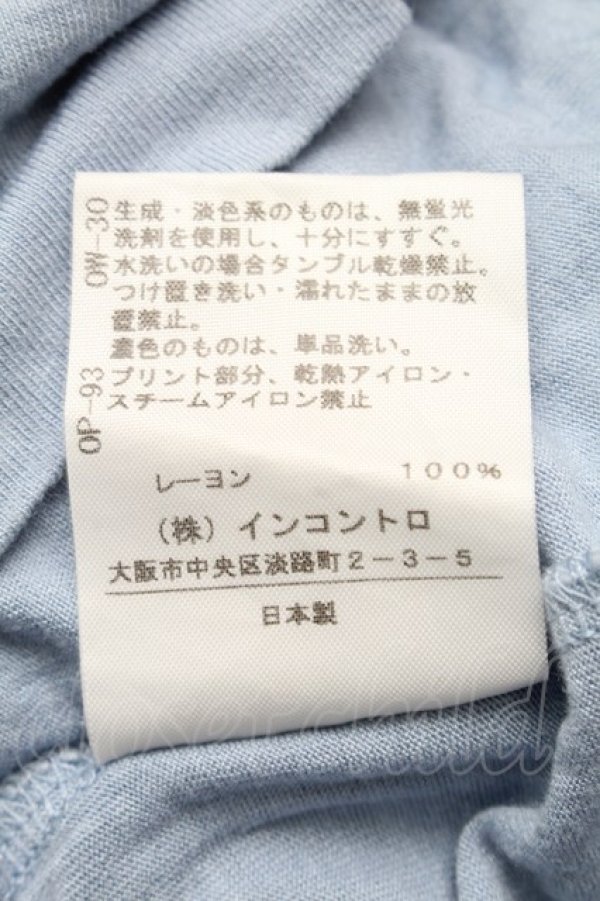 OW-30
生成・淡色系のものは、無蛍光
洗剤を使用し、十分にすすぐ。
水洗いの場合タンブル乾燥禁止。
つけ置き洗い・濡れたままの放
置禁止。
濃色のものは、単品洗い。
OP-93
プリント部分、乾熱アイロン・
スチームアイロン禁止
レーヨン 100%
(株)インコントロ
大阪市中央区淡路町2-3-5
日本製